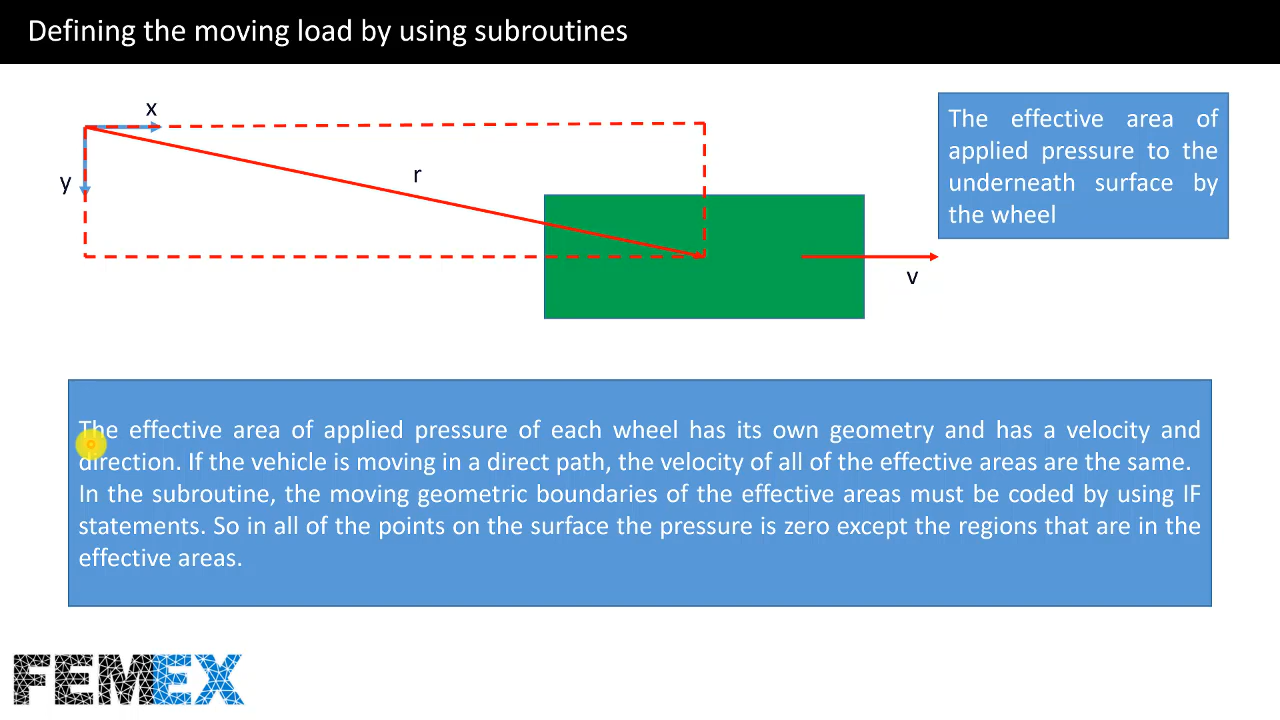 Defining the moving load by using subroutines
x
y
r
v
The effective area of
applied pressure to the
underneath surface by
the wheel
The effective area of applied pressure of each wheel has its own geometry and has a velocity and
direction. If the vehicle is moving in a direct path, the velocity of all of the effective areas are the same.
In the subroutine, the moving geometric boundaries of the effective areas must be coded by using IF
statements. So in all of the points on the surface the pressure is zero except the regions that are in the
effective areas.
FEMEX